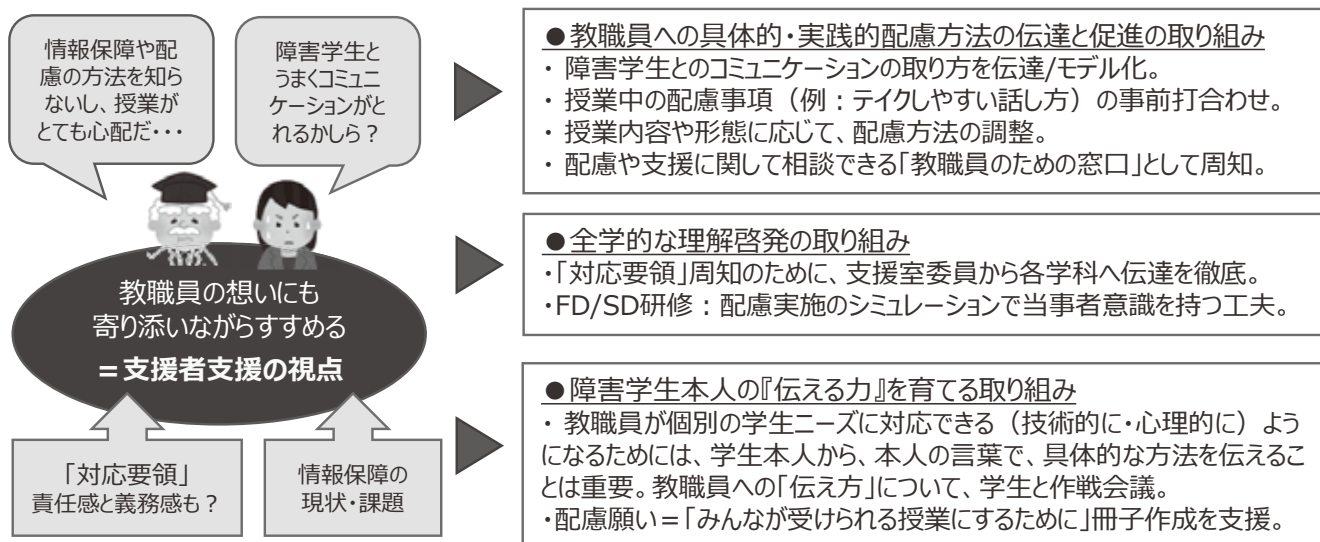 情報保障や配
慮の方法を知ら
ないし、授業が
とても心配だ・・・
障害学生と
うまくコミュニ
ケーションがと
れるかしら？
教職員の想いにも
寄り添いながらすすめる
＝支援者支援の視点
「対応要領」
責任感と義務感も？
情報保障の
現状・課題
●教職員への具体的・実践的配慮方法の伝達と促進の取り組み
・ 障害学生とのコミュニケーションの取り方を伝達/モデル化。
・ 授業中の配慮事項（例：テイクしやすい話し方）の事前打合わせ。
・ 授業内容や形態に応じて、配慮方法の調整。
・ 配慮や支援に関して相談できる「教職員のための窓口」として周知。
●全学的な理解啓発の取り組み
・「対応要領」周知のために、支援室委員から各学科へ伝達を徹底。
・FD/SD研修：配慮実施のシミュレーションで当事者意識を持つ工夫。
●障害学生本人の『伝える力』を育てる取り組み
・ 教職員が個別の学生ニーズに対応できる（技術的に・心理的に）よう
になるためには、学生本人から、本人の言葉で、具体的な方法を伝えるこ
とは重要。教職員への「伝え方」について、学生と作戦会議。
・配慮願い＝「みんなが受けられる授業にするために」冊子作成を支援。